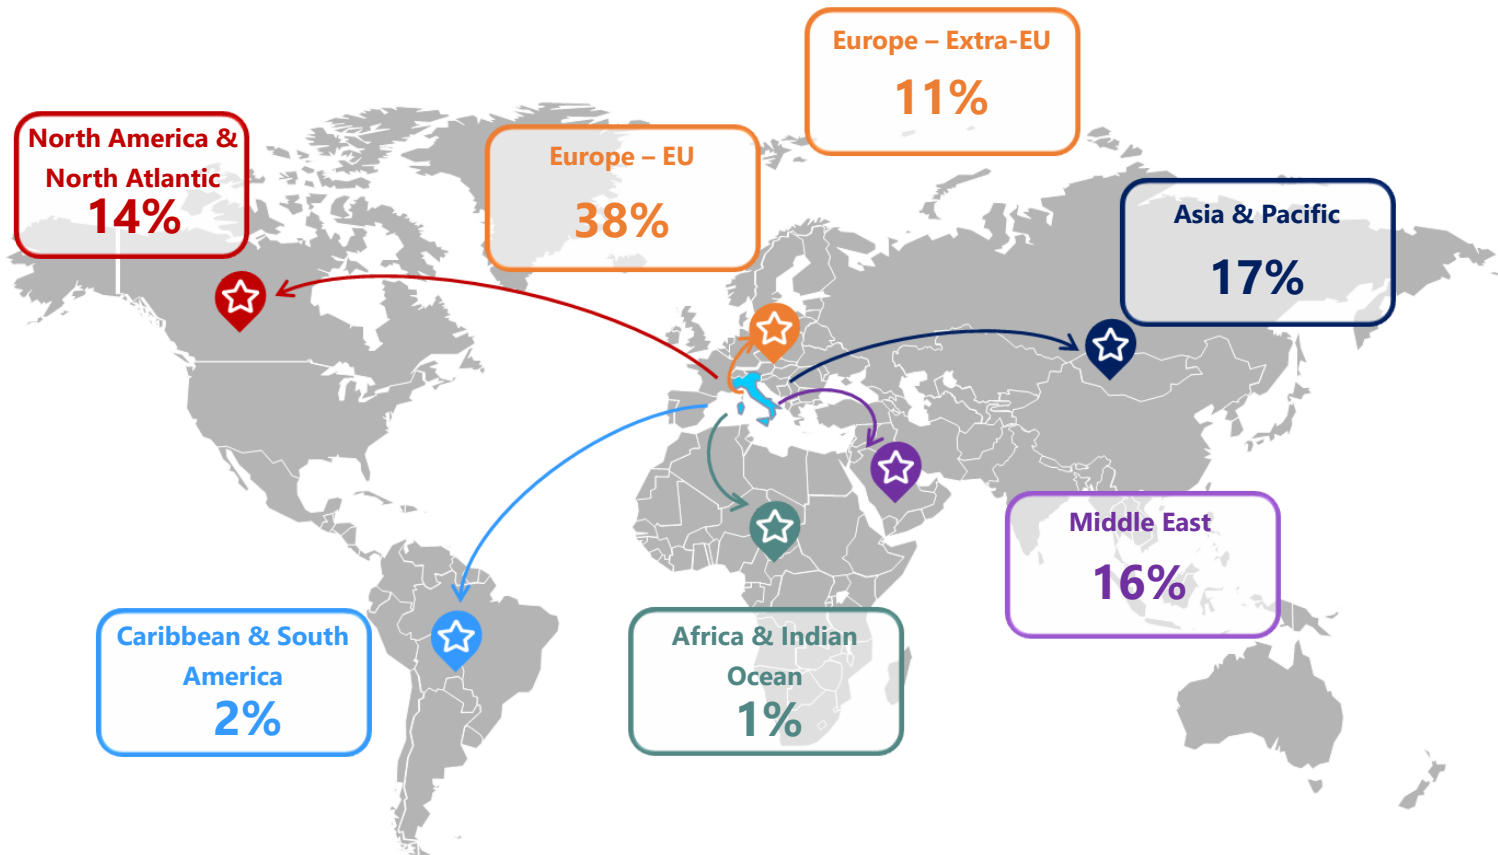 Europe – Extra-EU
11%
North America &
North Atlantic
14%
Europe – EU
38%
Asia & Pacific
17%
Middle East
16%
Caribbean & South
America
2%
Africa & Indian
Ocean
1%